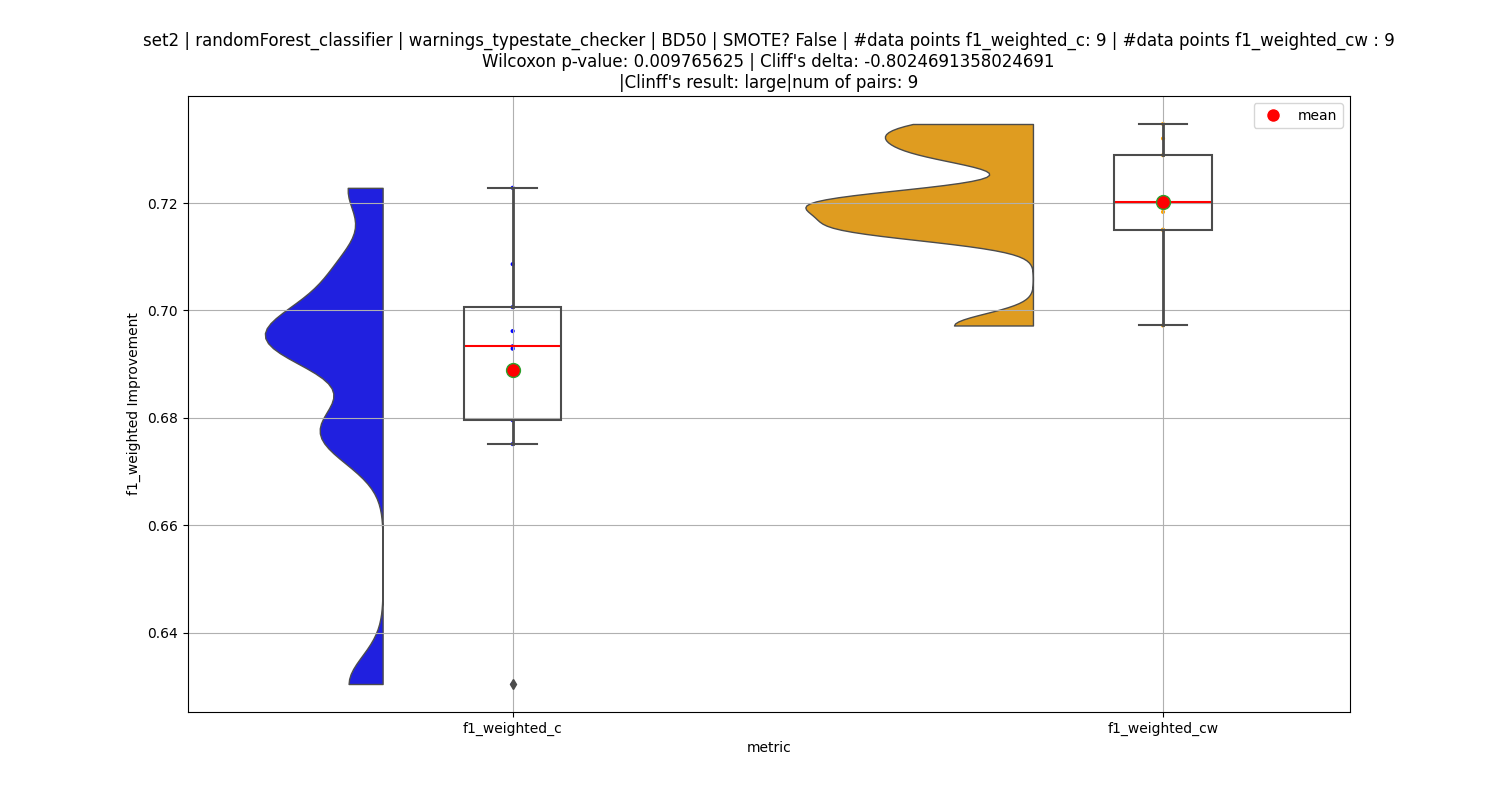 set2 | randomForest_classifier | warnings_typestate_checker | BD50 | SMOTE? False | #data points f1_weighted_c: 9 | #data points f1_weighted_cw : 9
Wilcoxon p-value: 0.009765625 | Cliff's delta: -0.8024691358024691
|Clinff's result: large|num of pairs: 9
mean
0.72
0.70
0.68
0.66
0.64
f1_weighted Improvement
f1_weighted_c
f1_weighted_cw
metric